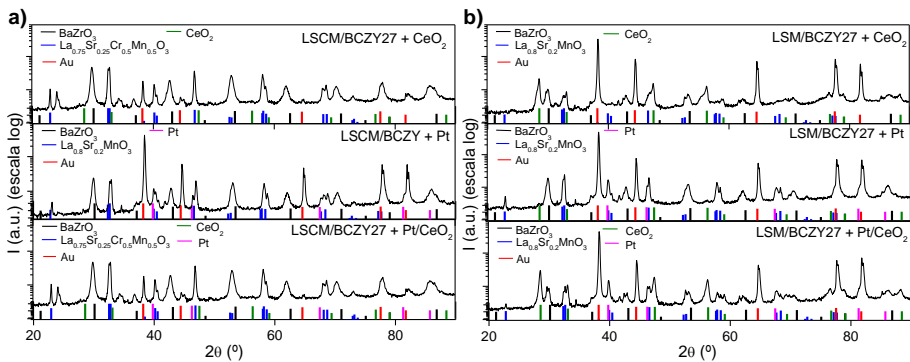 a)
BaZrO₃
CeO₂
La₀.₇₅Sr₀.₂₅Cr₀.₅Mn₀.₅O₃
Au
LSCM/BCZY27 + CeO₂
BaZrO₃
Pt
La₀.₈Sr₀.₂MnO₃
Au
LSCM/BCZY + Pt
BaZrO₃
CeO₂
La₀.₇₅Sr₀.₂₅Cr₀.₅Mn₀.₅O₃
Pt
Au
LSCM/BCZY27 + Pt/CeO₂
I (a.u.) (escala log)
20 40 60 80
2θ (º)
b)
BaZrO₃
CeO₂
La₀.₈Sr₀.₂MnO₃
Au
LSM/BCZY27 + CeO₂
BaZrO₃
Pt
La₀.₈Sr₀.₂MnO₃
Au
LSM/BCZY27 + Pt
BaZrO₃
CeO₂
La₀.₈Sr₀.₂MnO₃
Pt
Au
LSM/BCZY27 + Pt/CeO₂
I (a.u.) (escala log)
20 40 60 80
2θ (º)